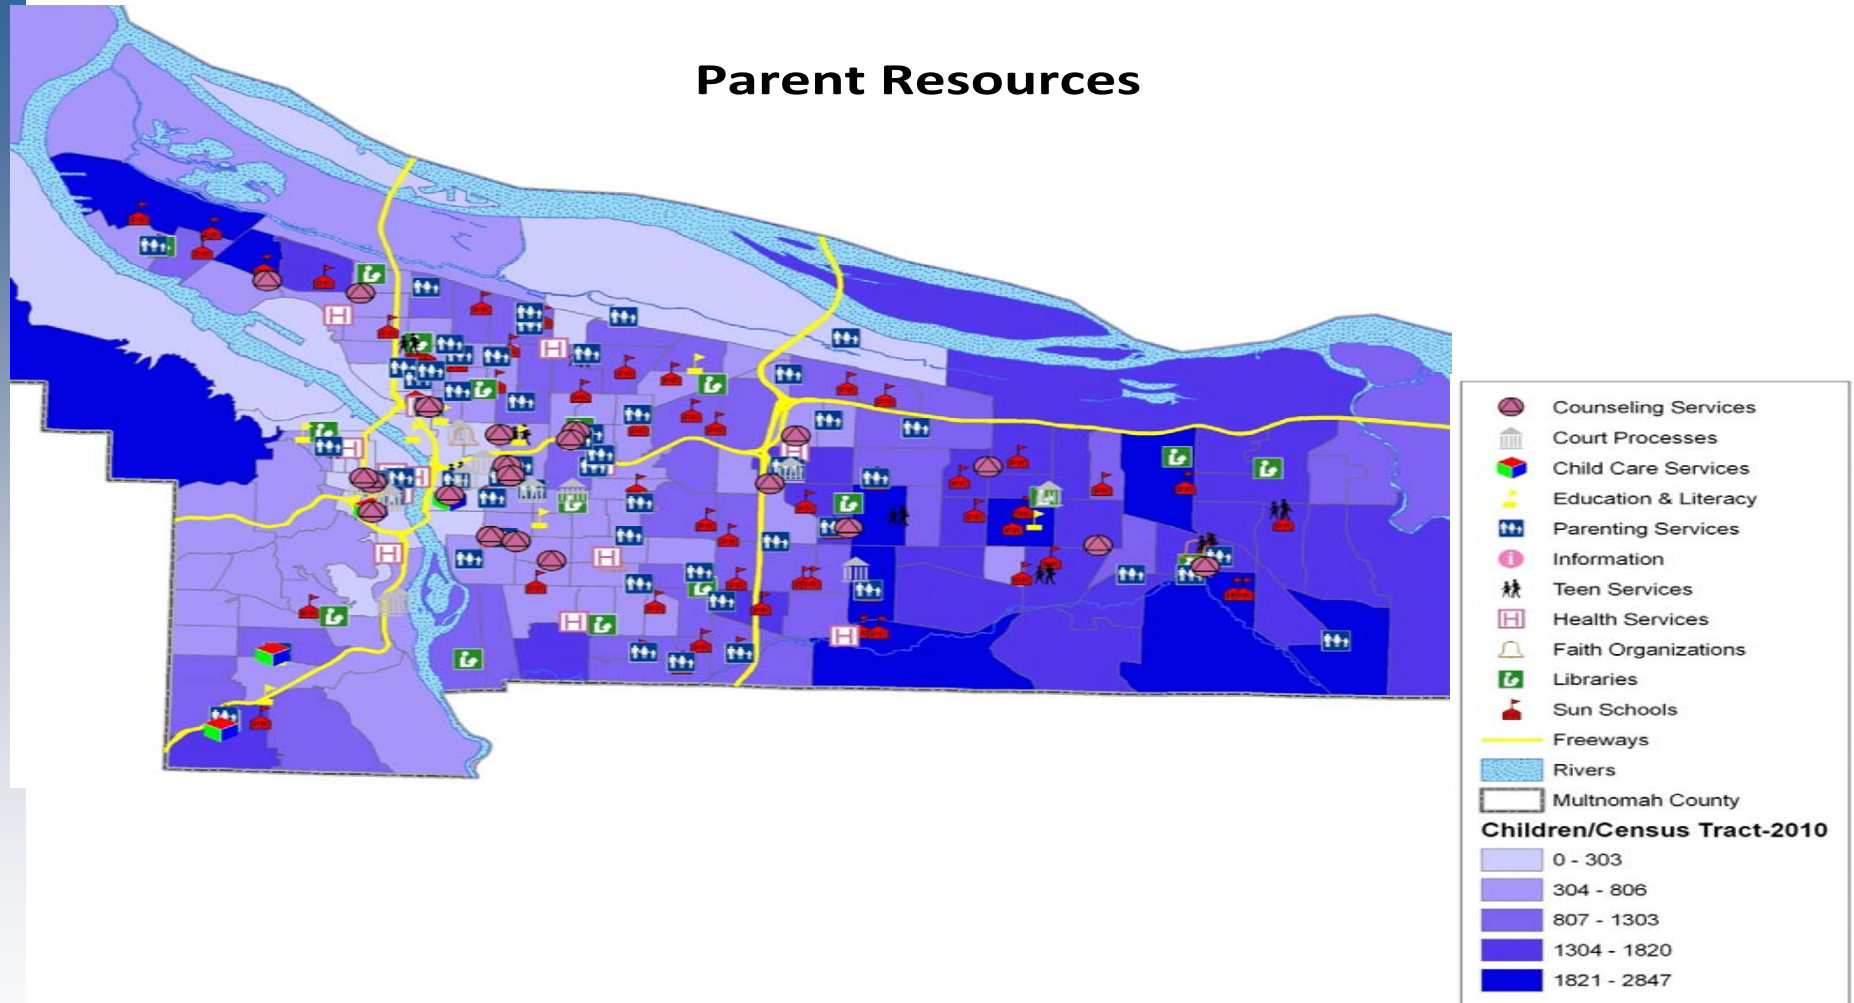 Parent Resources
Counseling Services
Court Processes
Child Care Services
Education & Literacy
Parenting Services
Information
Teen Services
Health Services
Faith Organizations
Libraries
Sun Schools
Freeways
Rivers
Multnomah County
Children/Census Tract-2010
0 - 303
304 - 806
807 - 1303
1304 - 1820
1821 - 2847